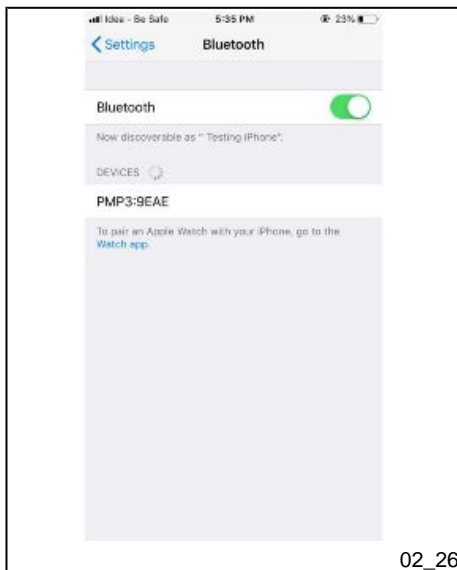 Idea - Be Safe 5:35 PM 23%
Settings Bluetooth
Bluetooth
Now discoverable as " Testing iPhone".
DEVICES
PMP3:9EAE
To pair an Apple Watch with your iPhone, go to the
Watch app.
02_26